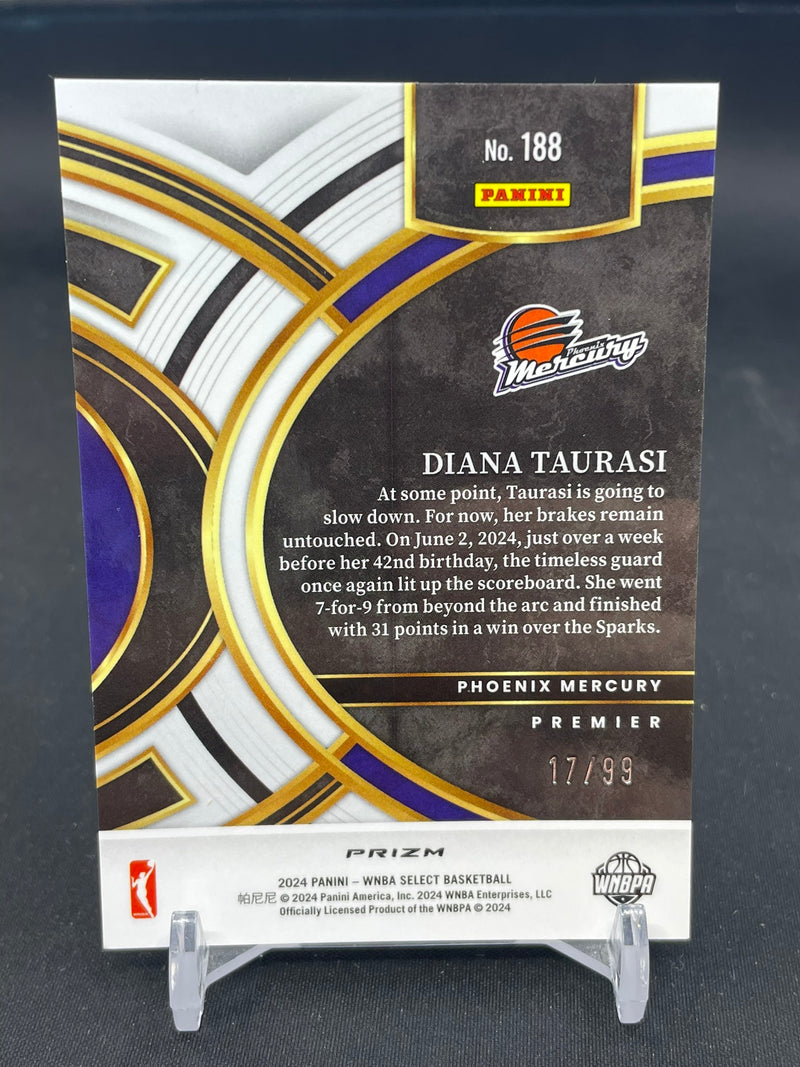 No. 188
PANINI
Phoenix
Mercury
DIANA TAURASI
At some point, Taurasi is going to
slow down. For now, her brakes remain
untouched. On June 2, 2024, just over a week
before her 42nd birthday, the timeless guard
once again lit up the scoreboard. She went
7-for-9 from beyond the arc and finished
with 31 points in a win over the Sparks.
PHOENIX MERCURY
PREMIER
17/99
PRIZM
2024 PANINI – WNBA SELECT BASKETBALL
帕尼尼 © 2024 Panini America, Inc. 2024 WNBA Enterprises, LLC
Officially Licensed Product of the WNBPA © 2024
WNBPA